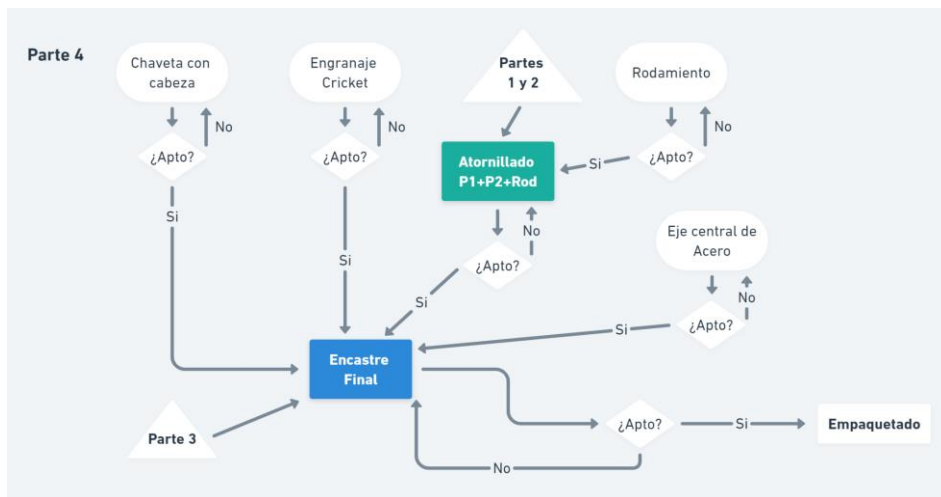 Parte 4
Chaveta con
cabeza
Engranaje
Cricket
Partes
1 y 2
Rodamiento
No
No
No
¿Apto?
¿Apto?
Atornillado
P1+P2+Rod
Si
¿Apto?
Si
Si
No
¿Apto?
Si
Eje central de
Acero
No
¿Apto?
Si
Encastre
Final
Parte 3
¿Apto?
Si
Empaquetado
No